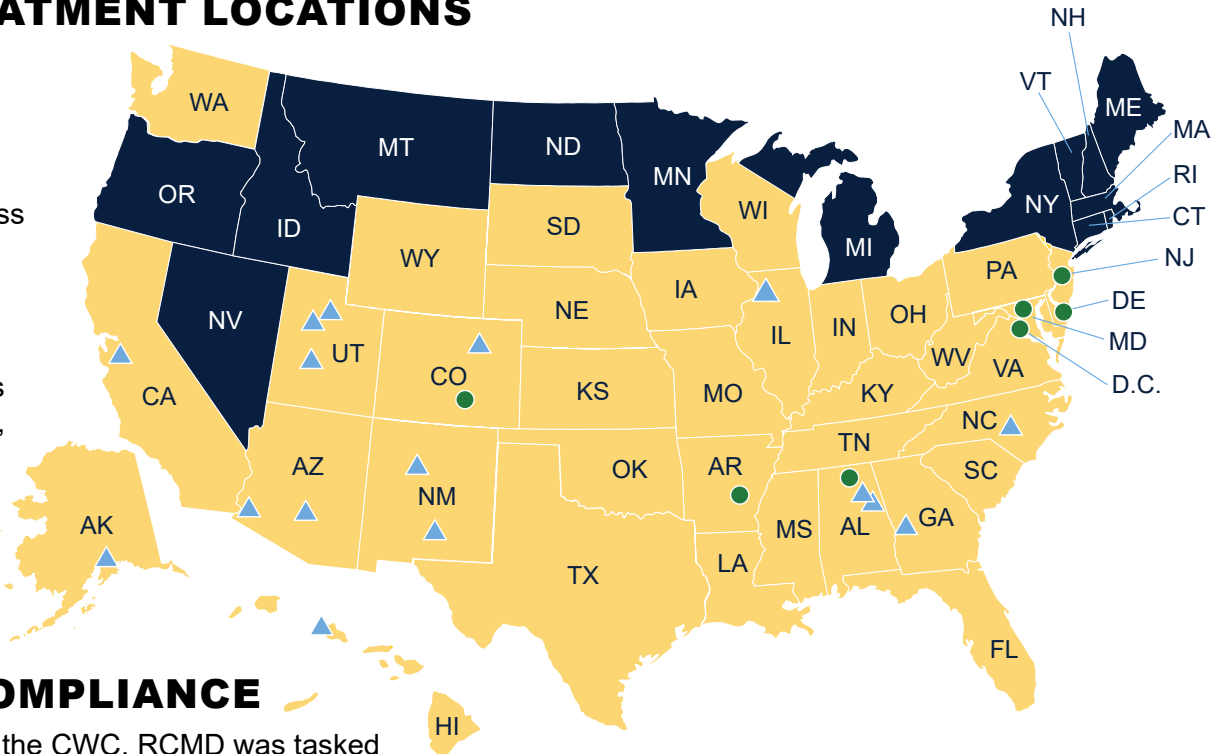 ATMENT LOCATIONS
NH
VT
ME
WA
MT
ND
MA
MN
RI
OR
NY
WI
ss
CT
ID
SD
MI
NJ
WY
PA
IA
DE
NE
OH
NV
IN
IL
MD
UT
WV
VA
CO
D.C.
s
KS
MO
KY
CA
,
NC
TN
AZ
AR
OK
SC
NM
AK
GA
AL
MS
LA
TX
FL
OMPLIANCE
HI
the CWC, RCMD was tasked